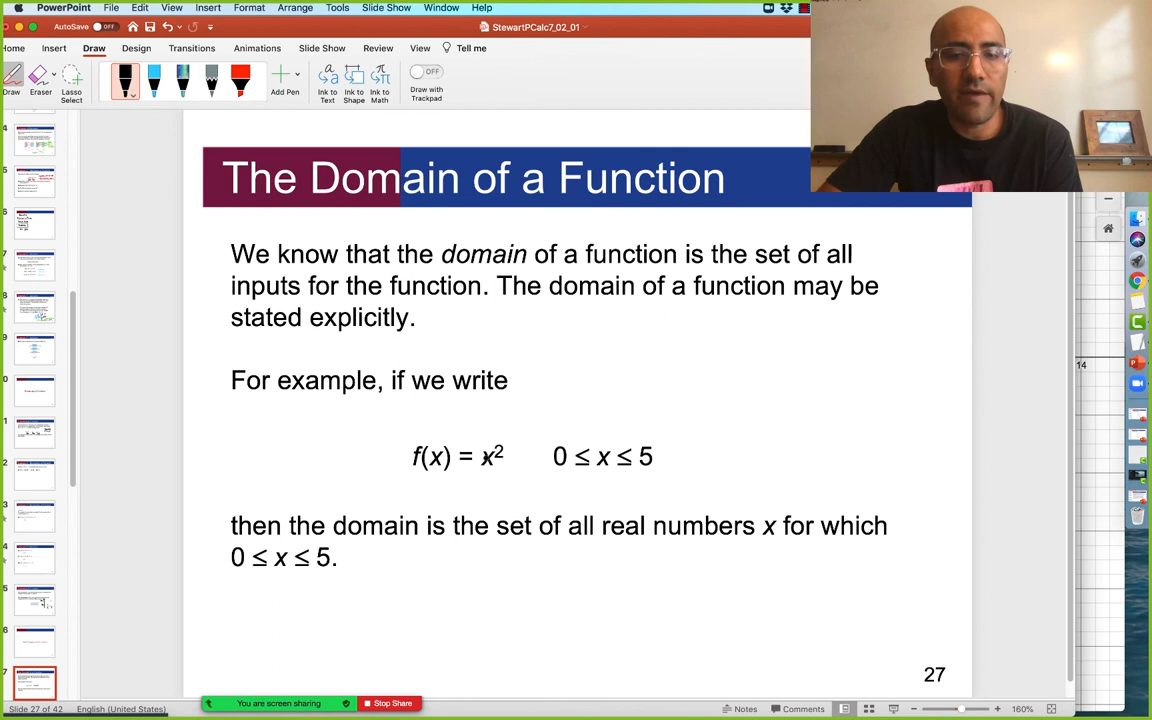 PowerPoint File Edit View Insert Format Arrange Tools Slide Show Window Help
AutoSave OFF StewartPCalc7_02_01
Home Insert Draw Design Transitions Animations Slide Show Review View Tell me
OFF
Draw Eraser Lasso Select Add Pen Ink to Text Ink to Shape Ink to Math Draw with Trackpad
The Domain of a Function
We know that the domain of a function is the set of all
inputs for the function. The domain of a function may be
stated explicitly.
For example, if we write
f(x) = x² 0 ≤ x ≤ 5
then the domain is the set of all real numbers x for which
0 ≤ x ≤ 5.
27
14
You are screen sharing Stop Share
Slide 27 of 42 English (United States) Notes Comments 160%